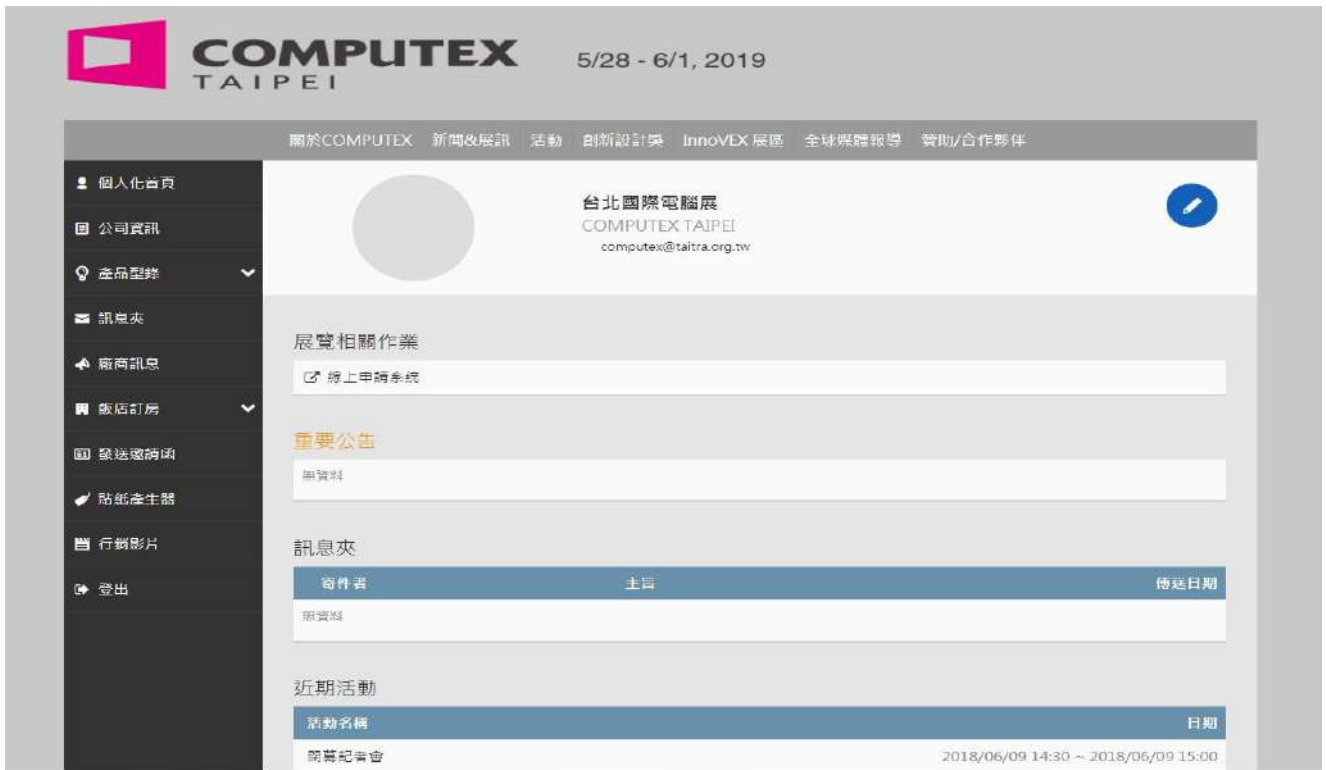 COMPUTEX
TAIPEI
5/28 - 6/1, 2019
關於COMPUTEX 新聞&展訊 活動 創新設計獎 InnoVEX 展區 全球媒體報導 贊助/合作夥伴
個人化首頁
公司資訊
產品型錄
訊息夾
廠商訊息
飯店訂房
發送邀請函
貼紙產生器
行銷影片
登出
台北國際電腦展
COMPUTEX TAIPEI
computex@taitra.org.tw
展覽相關作業
線上申請系統
重要公告
無資料
訊息夾
寄件者 主旨 傳送日期
無資料
近期活動
活動名稱 日期
閉幕記者會 2018/06/09 14:30 ~ 2018/06/09 15:00